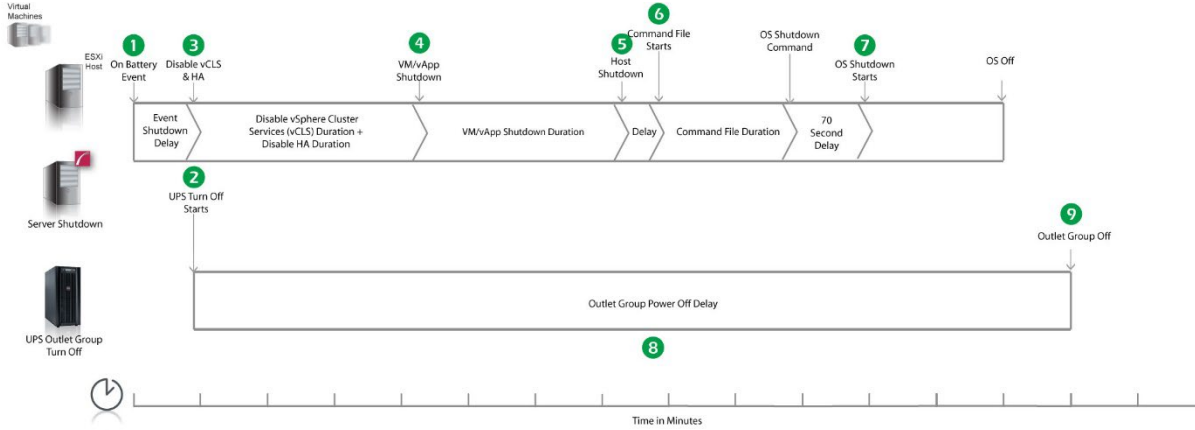 Virtual
Machines
ESXi
Host
1
On Battery
Event
3
Disable vCLS
& HA
4
VM/vApp
Shutdown
5
Host
Shutdown
6
Command File
Starts
OS Shutdown
Command
7
OS Shutdown
Starts
OS Off
Event
Shutdown
Delay
Disable vSphere Cluster
Services (vCLS) Duration +
Disable HA Duration
VM/vApp Shutdown Duration
Delay
Command File Duration
70
Second
Delay
Server Shutdown
2
UPS Turn Off
Starts
9
Outlet Group Off
Outlet Group Power Off Delay
8
UPS Outlet Group
Turn Off
Time in Minutes